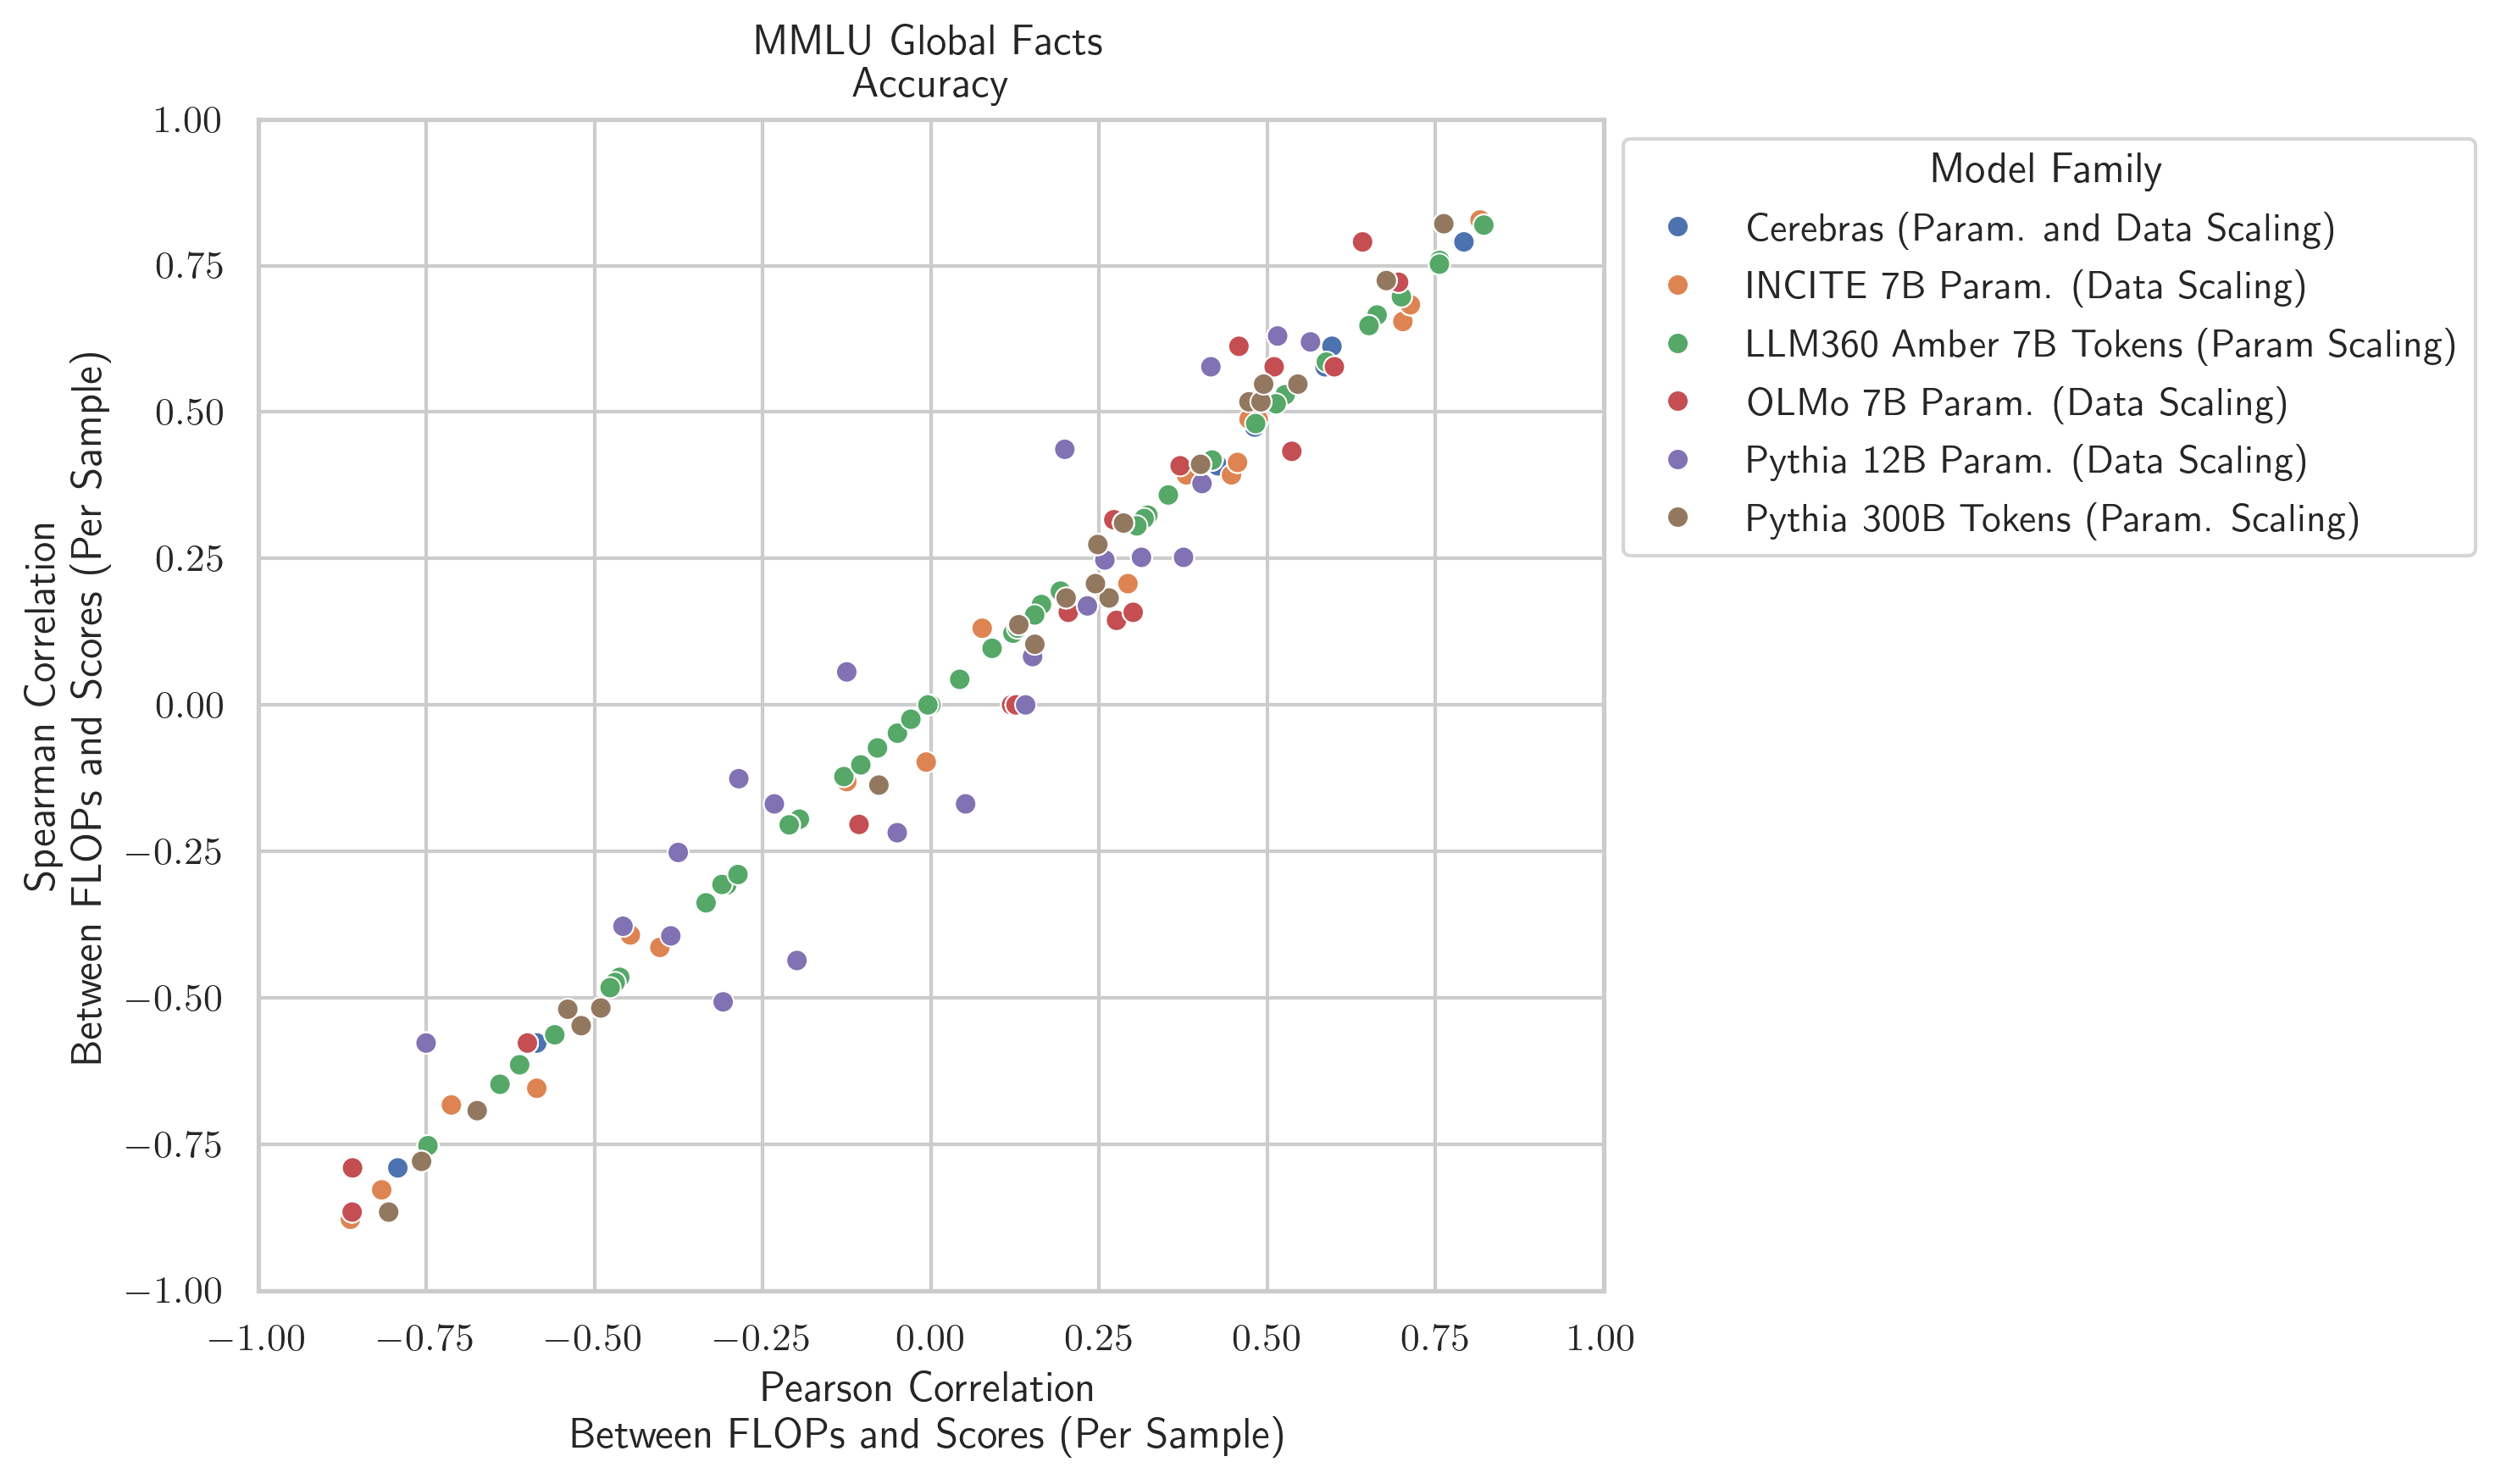 MMLU Global Facts
Accuracy
1.00
0.75
0.50
0.25
0.00
−0.25
−0.50
−0.75
−1.00
Spearman Correlation
Between FLOPs and Scores (Per Sample)
−1.00
−0.75
−0.50
−0.25
0.00
0.25
0.50
0.75
1.00
Pearson Correlation
Between FLOPs and Scores (Per Sample)
Model Family
Cerebras (Param. and Data Scaling)
INCITE 7B Param. (Data Scaling)
LLM360 Amber 7B Tokens (Param Scaling)
OLMo 7B Param. (Data Scaling)
Pythia 12B Param. (Data Scaling)
Pythia 300B Tokens (Param. Scaling)